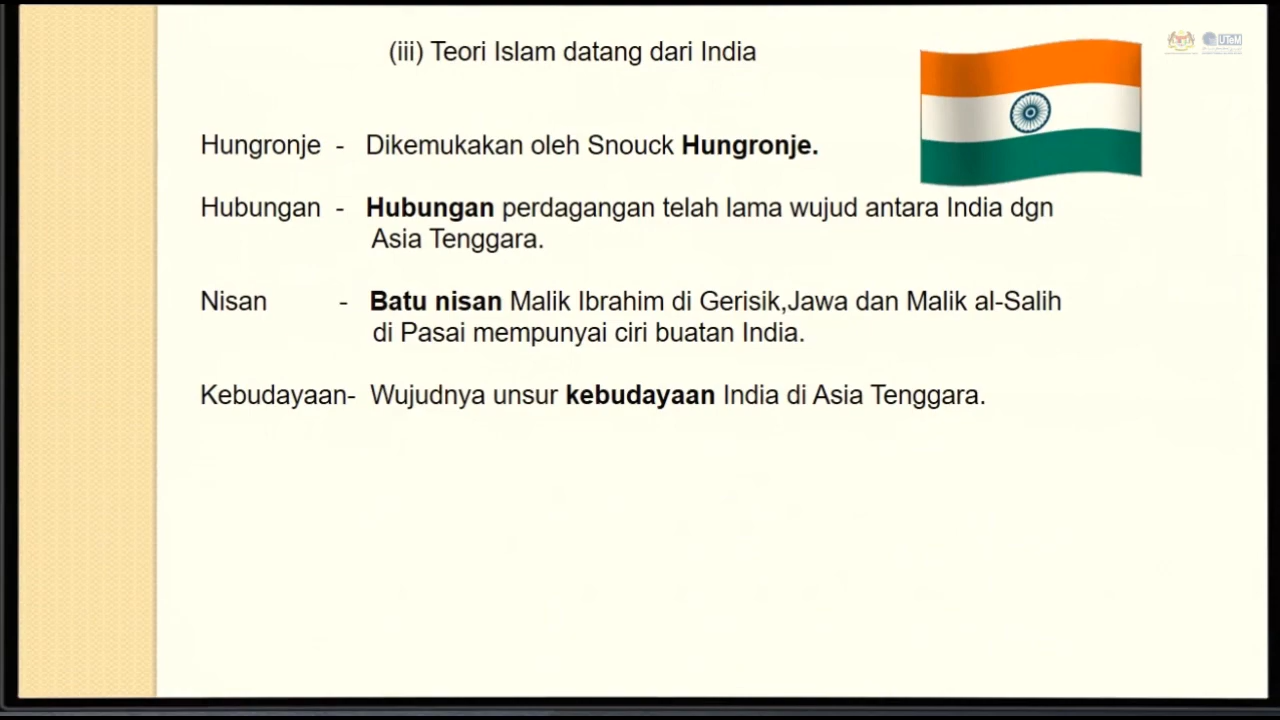 (iii) Teori Islam datang dari India
UTeM
Hungronje - Dikemukakan oleh Snouck Hungronje.
Hubungan - Hubungan perdagangan telah lama wujud antara India dgn
Asia Tenggara.
Nisan - Batu nisan Malik Ibrahim di Gerisik,Jawa dan Malik al-Salih
di Pasai mempunyai ciri buatan India.
Kebudayaan- Wujudnya unsur kebudayaan India di Asia Tenggara.